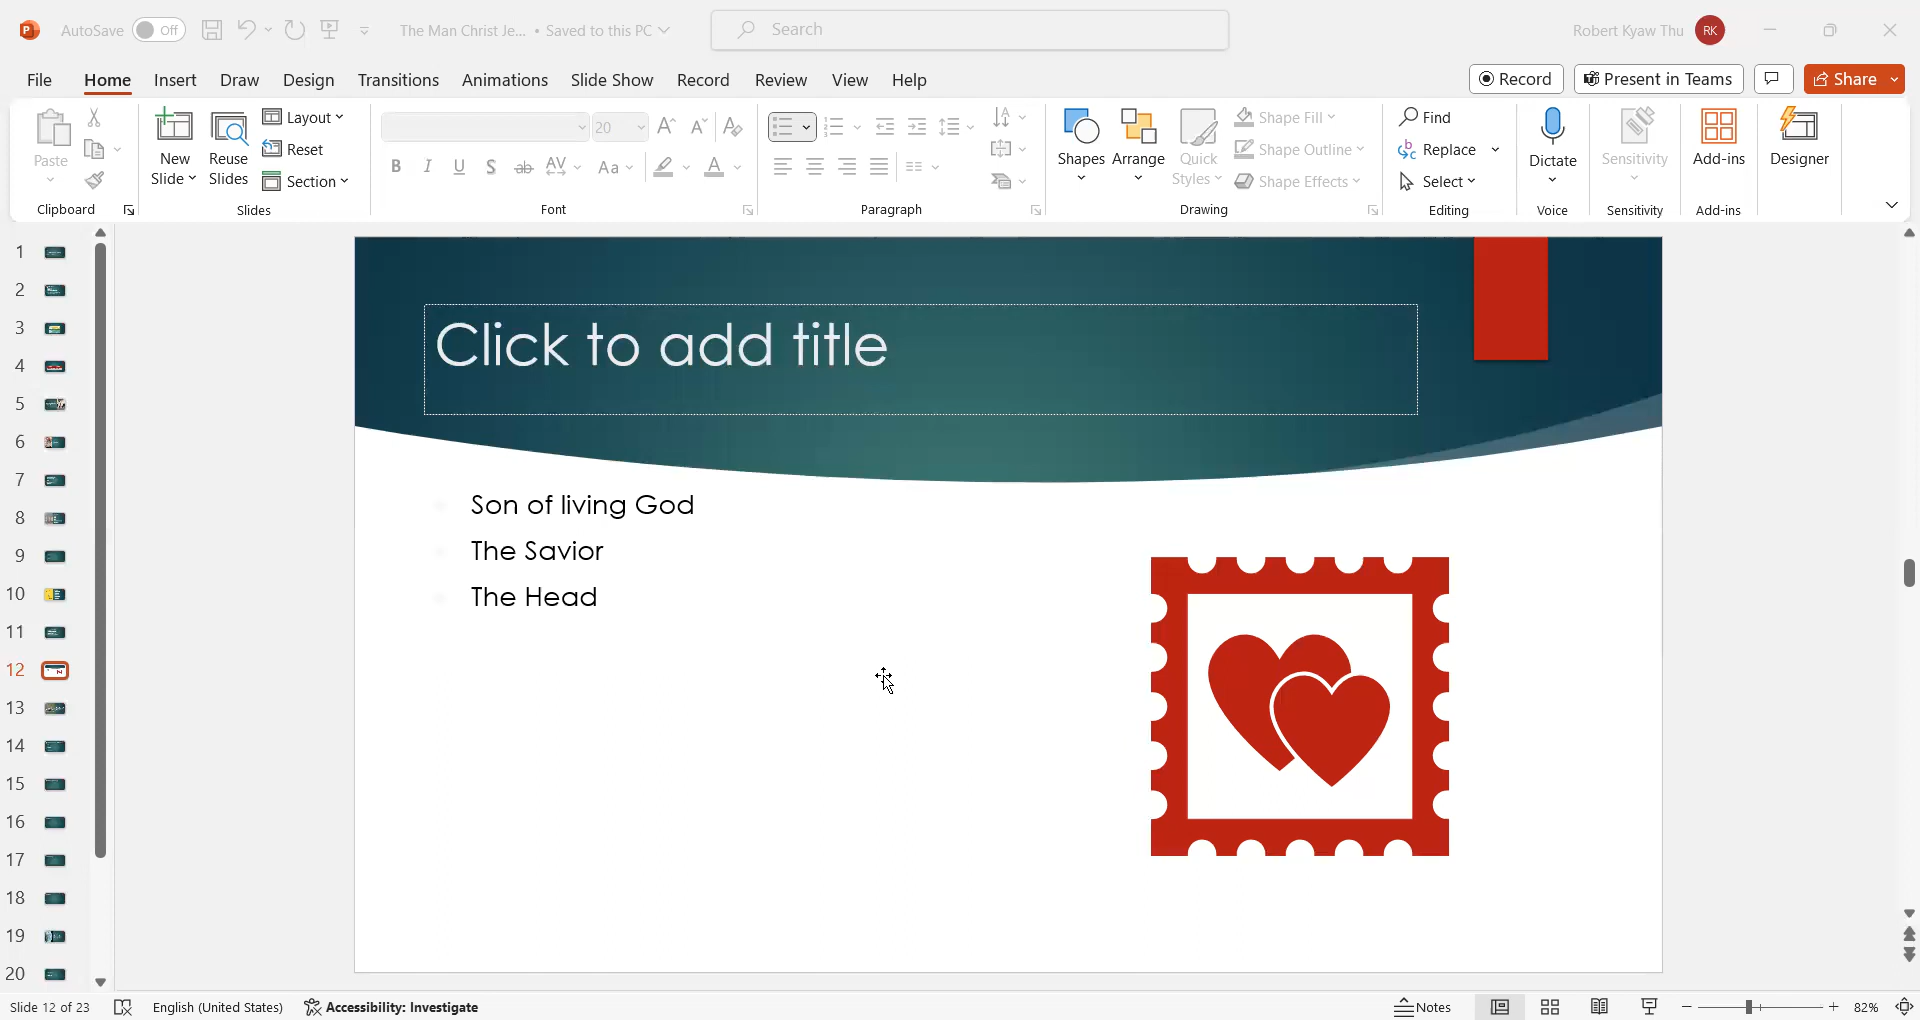 AutoSave Off The Man Christ Je... • Saved to this PC Search Robert Kyaw Thu RK
File Home Insert Draw Design Transitions Animations Slide Show Record Review View Help Record Present in Teams Share
Paste New Slide Reuse Slides Layout Reset Section 20 Shapes Arrange Quick Styles Shape Fill Shape Outline Shape Effects Find Replace Select Dictate Sensitivity Add-ins Designer
Clipboard Slides Font Paragraph Drawing Editing Voice Sensitivity Add-ins
1
2
3
4
5
6
7
8
9
10
11
12
13
14
15
16
17
18
19
20
Click to add title
Son of living God
The Savior
The Head
Slide 12 of 23 English (United States) Accessibility: Investigate Notes 82%